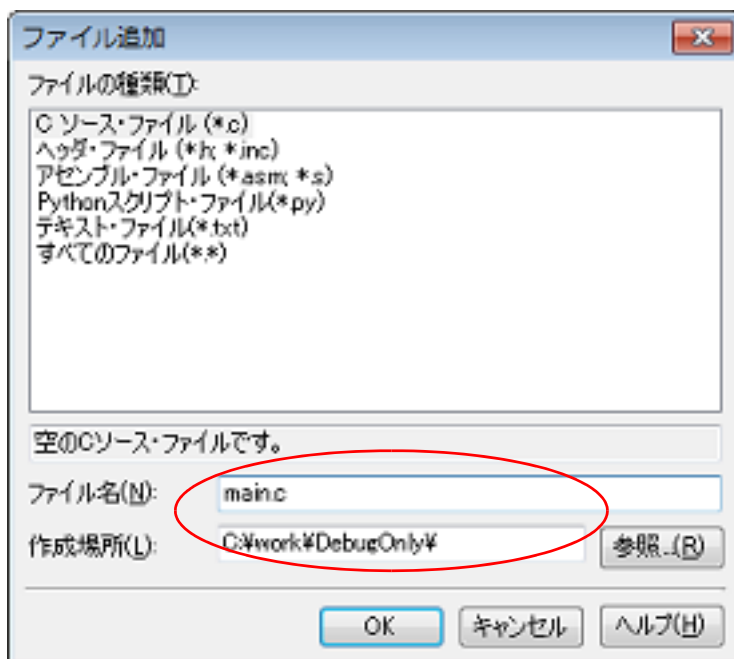 ファイル追加
ファイルの種類(T):
C ソース・ファイル (*.c)
ヘッダ・ファイル (*.h; *.inc)
アセンブル・ファイル (*.asm; *.s)
Pythonスクリプト・ファイル(*.py)
テキスト・ファイル(*.txt)
すべてのファイル(*.*)
空のCソース・ファイルです。
ファイル名(N): main.c
作成場所(L): C:¥work¥DebugOnly¥ 参照...(R)
OK キャンセル ヘルプ(H)